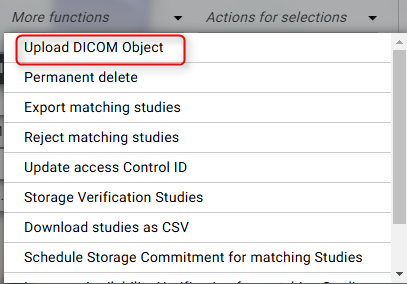 More functions Actions for selections
Upload DICOM Object
Permanent delete
Export matching studies
Reject matching studies
Update access Control ID
Storage Verification Studies
Download studies as CSV
Schedule Storage Commitment for matching Studies